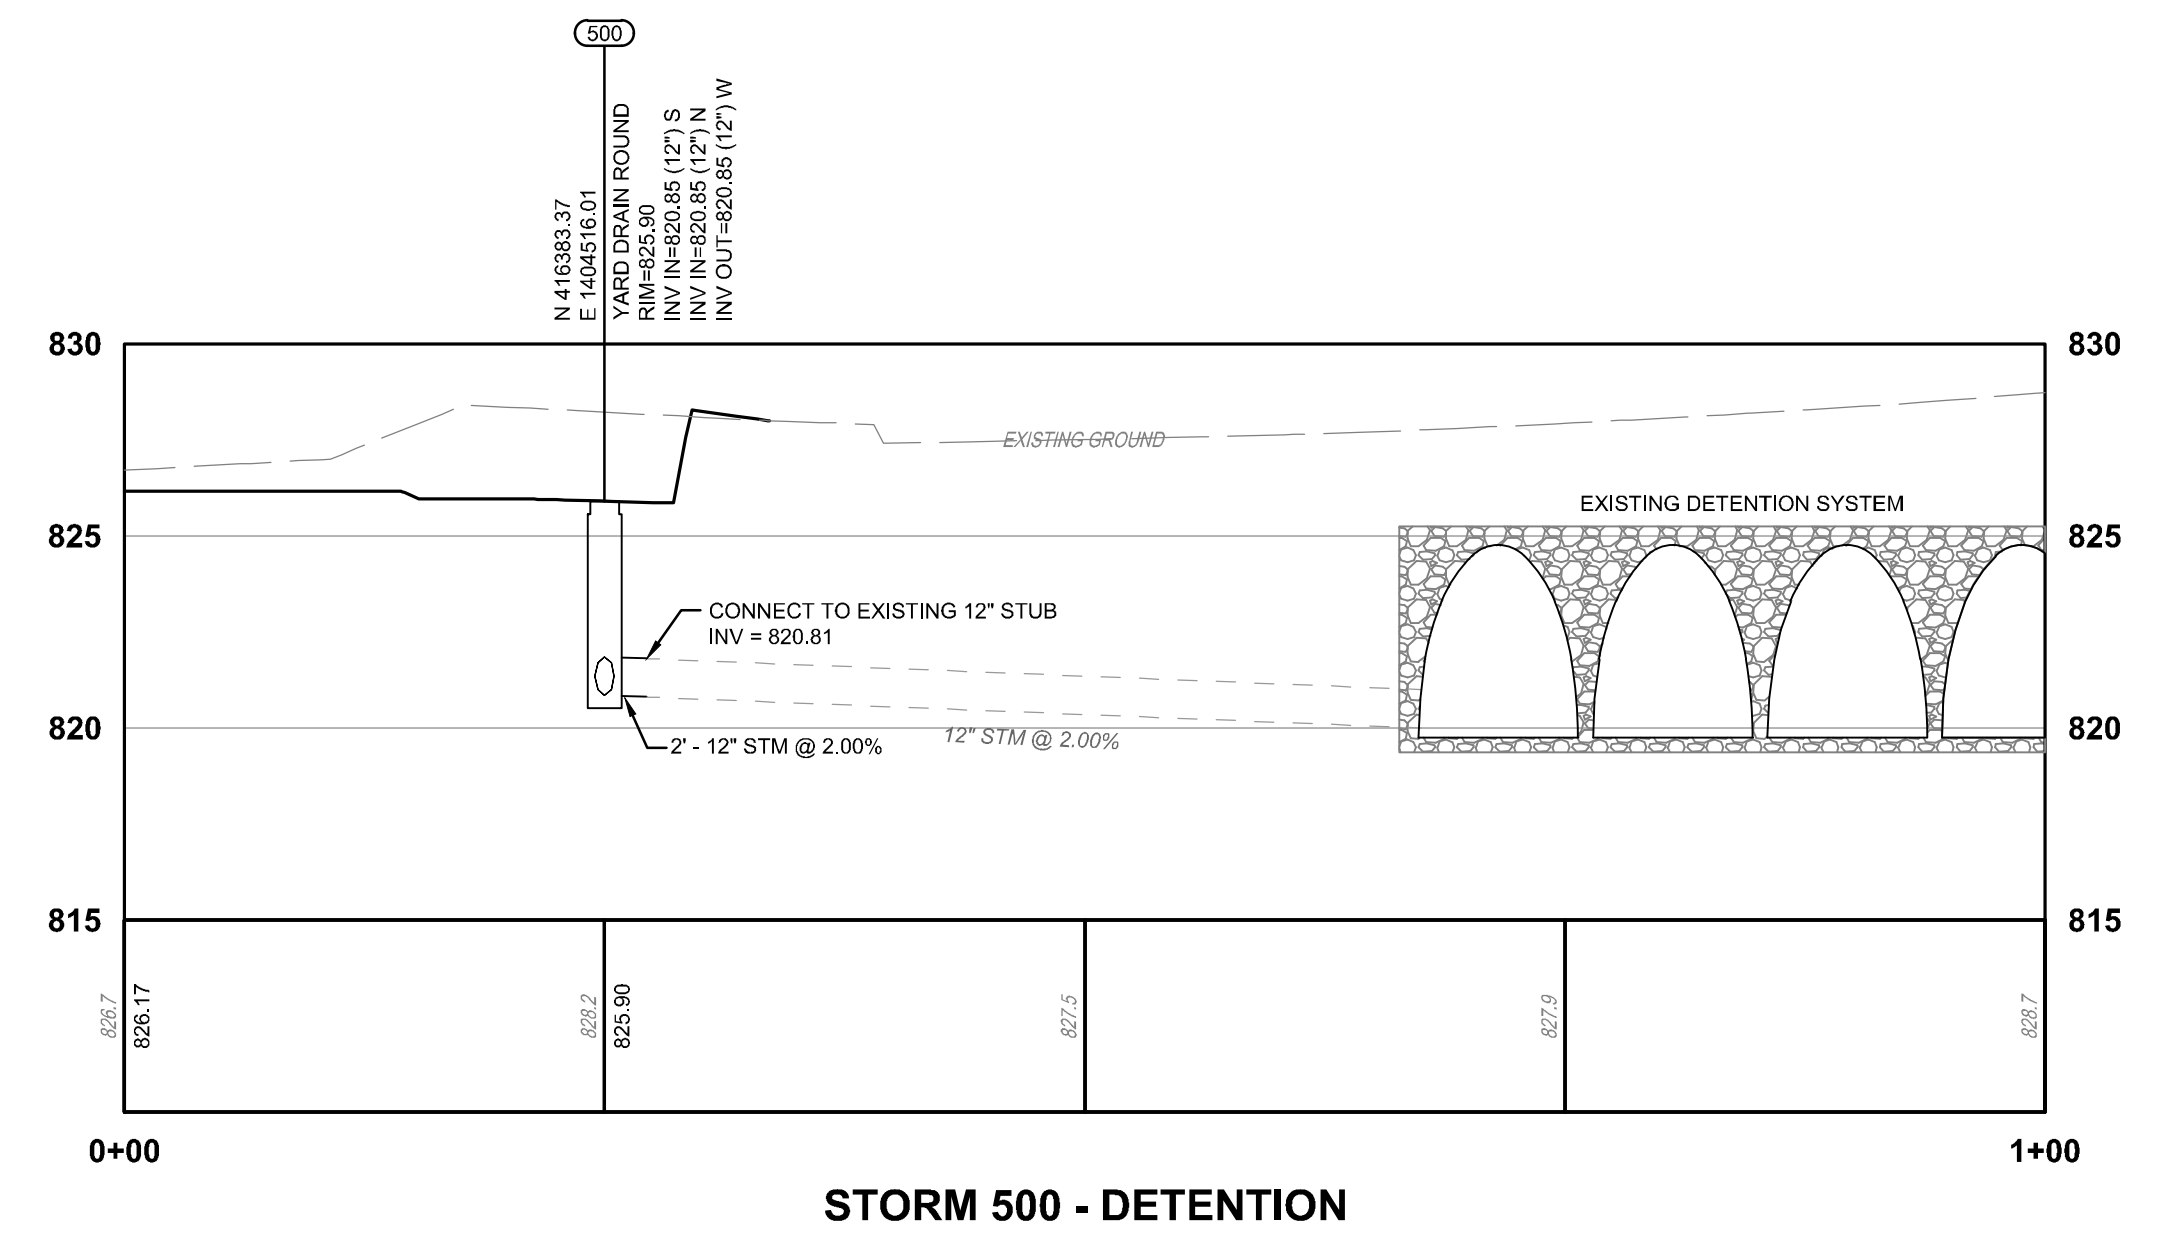 500
N 416383.37
E 1404516.01
YARD DRAIN ROUND
RIM=825.90
INV IN=820.85 (12") S
INV IN=820.85 (12") N
INV OUT=820.85 (12") W
830
830
EXISTING GROUND
EXISTING DETENTION SYSTEM
825
825
CONNECT TO EXISTING 12" STUB
INV = 820.81
820
820
2' - 12" STM @ 2.00%
12" STM @ 2.00%
815
815
826.7
826.17
828.2
825.90
827.5
827.9
828.7
0+00
1+00
STORM 500 - DETENTION